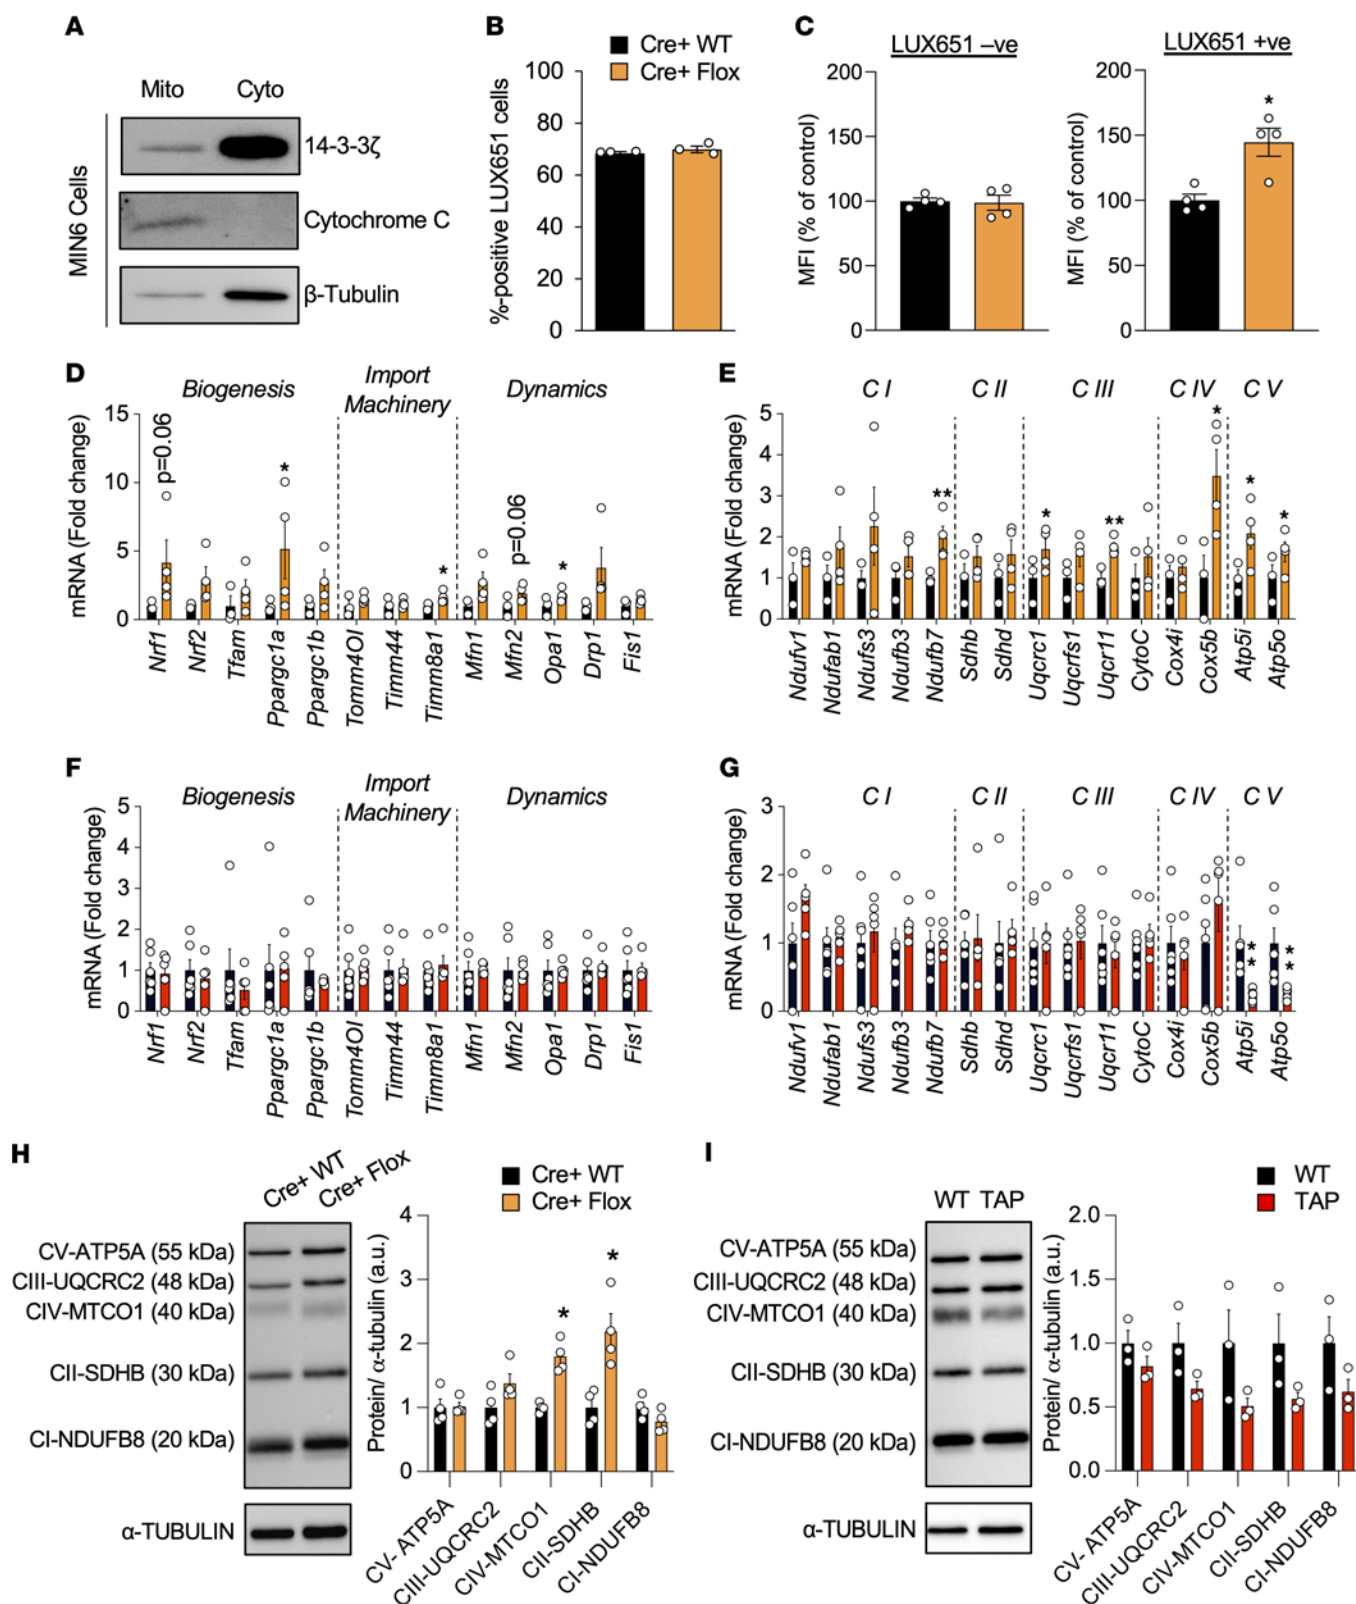 A
Mito Cyto
MIN6 Cells
14-3-3ζ
Cytochrome C
β-Tubulin
B
Cre+ WT
Cre+ Flox
%-positive LUX651 cells
100
80
60
40
20
0
C
LUX651 –ve
MFI (% of control)
200
150
100
50
0
LUX651 +ve
MFI (% of control)
200
150
100
50
0
*
D
Biogenesis
Import
Machinery
Dynamics
mRNA (Fold change)
15
10
5
0
p=0.06
*
*
p=0.06
*
Nrf1
Nrf2
Tfam
Ppargc1a
Ppargc1b
Tomm4Ol
Timm44
Timm8a1
Mfn1
Mfn2
Opa1
Drp1
Fis1
E
C I
C II
C III
C IV
C V
mRNA (Fold change)
5
4
3
2
1
0
**
*
**
*
*
*
Ndufv1
Ndufab1
Ndufs3
Ndufb3
Ndufb7
Sdhb
Sdhd
Uqcrc1
Uqcrfs1
Uqcr11
CytoC
Cox4i
Cox5b
Atp5i
Atp5o
F
Biogenesis
Import
Machinery
Dynamics
mRNA (Fold change)
5
4
3
2
1
0
Nrf1
Nrf2
Tfam
Ppargc1a
Ppargc1b
Tomm4Ol
Timm44
Timm8a1
Mfn1
Mfn2
Opa1
Drp1
Fis1
G
C I
C II
C III
C IV
C V
mRNA (Fold change)
3
2
1
0
**
**
Ndufv1
Ndufab1
Ndufs3
Ndufb3
Ndufb7
Sdhb
Sdhd
Uqcrc1
Uqcrfs1
Uqcr11
CytoC
Cox4i
Cox5b
Atp5i
Atp5o
H
Cre+ WT
Cre+ Flox
CV-ATP5A (55 kDa)
CIII-UQCRC2 (48 kDa)
CIV-MTCO1 (40 kDa)
CII-SDHB (30 kDa)
CI-NDUFB8 (20 kDa)
α-TUBULIN
Cre+ WT
Cre+ Flox
Protein/ α-tubulin (a.u.)
4
3
2
1
0
*
*
CV- ATP5A
CIII-UQCRC2
CIV-MTCO1
CII-SDHB
CI-NDUFB8
I
WT TAP
CV-ATP5A (55 kDa)
CIII-UQCRC2 (48 kDa)
CIV-MTCO1 (40 kDa)
CII-SDHB (30 kDa)
CI-NDUFB8 (20 kDa)
α-TUBULIN
WT
TAP
Protein/ α-tubulin (a.u.)
2.0
1.5
1.0
0.5
0.0
CV-ATP5A
CIII-UQCRC2
CIV-MTCO1
CII-SDHB
CI-NDUFB8